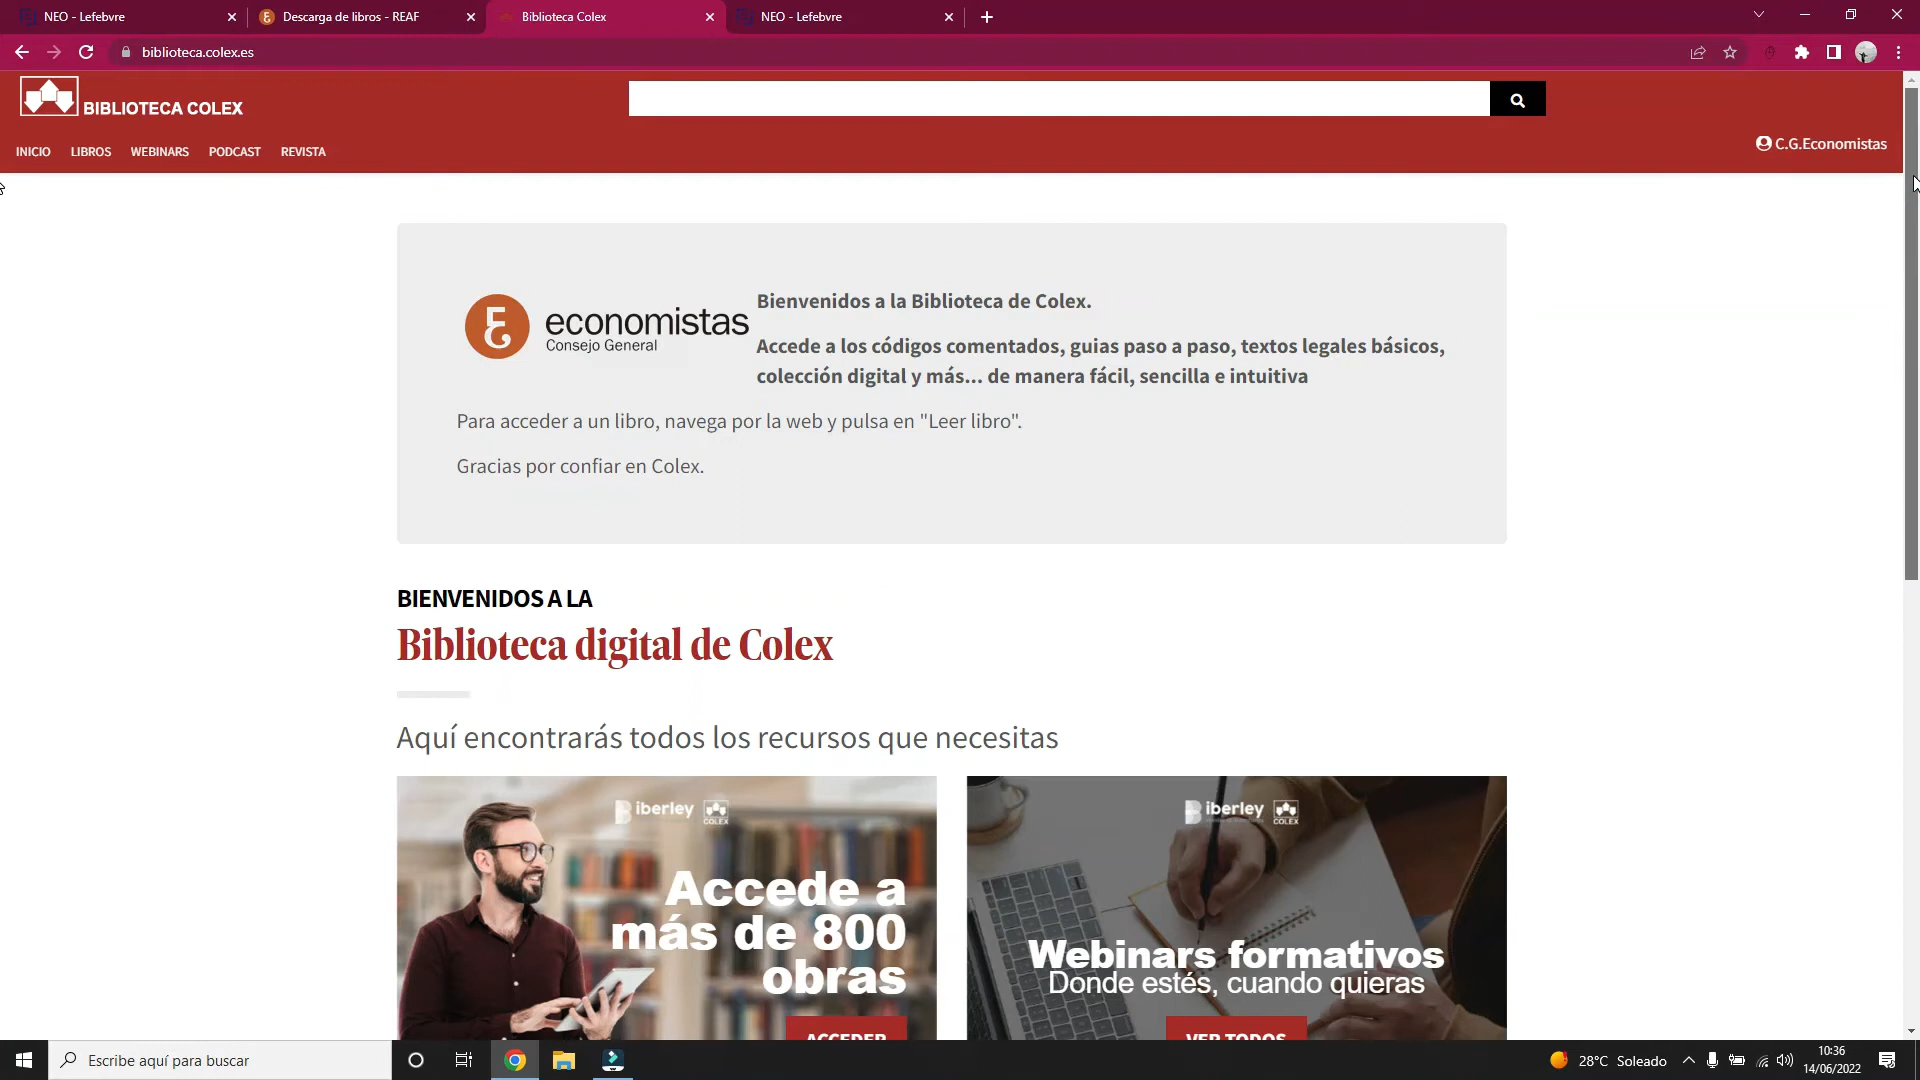 NEO - Lefebvre
Descarga de libros - REAF
Biblioteca Colex
NEO - Lefebvre
biblioteca.colex.es
BIBLIOTECA COLEX
INICIO
LIBROS
WEBINARS
PODCAST
REVISTA
C.G.Economistas
economistas
Consejo General
Bienvenidos a la Biblioteca de Colex.
Accede a los códigos comentados, guias paso a paso, textos legales básicos,
colección digital y más... de manera fácil, sencilla e intuitiva
Para acceder a un libro, navega por la web y pulsa en "Leer libro".
Gracias por confiar en Colex.
BIENVENIDOS A LA
Biblioteca digital de Colex
Aquí encontrarás todos los recursos que necesitas
iberley
COLEX
Accede a
más de 800
obras
ACCEDER
iberley
COLEX
Webinars formativos
Donde estés, cuando quieras
VER TODOS
Escribe aquí para buscar
28°C Soleado
10:36
14/06/2022